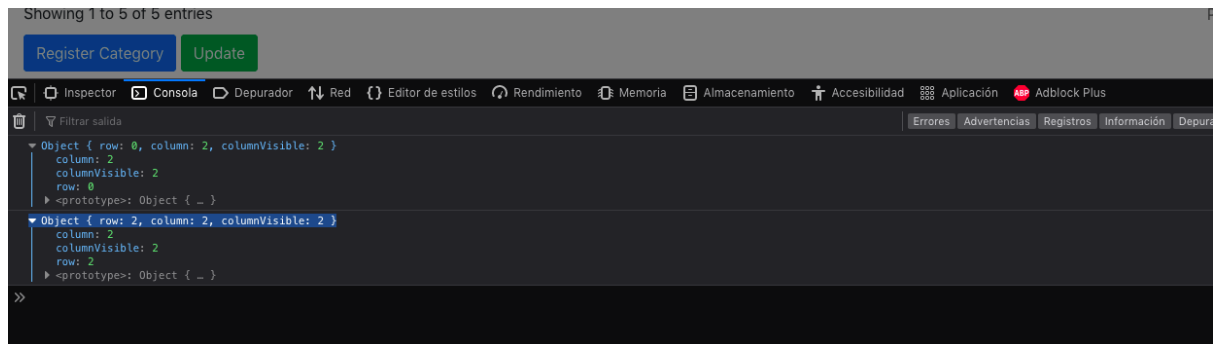 Showing 1 to 5 of 5 entries
Register Category Update
Inspector Consola Depurador Red Editor de estilos Rendimiento Memoria Almacenamiento Accesibilidad Aplicación ABP Adblock Plus
Filtrar salida Errores Advertencias Registros Información Depura
Object { row: 0, column: 2, columnVisible: 2 }
column: 2
columnVisible: 2
row: 0
<prototype>: Object { … }
Object { row: 2, column: 2, columnVisible: 2 }
column: 2
columnVisible: 2
row: 2
<prototype>: Object { … }